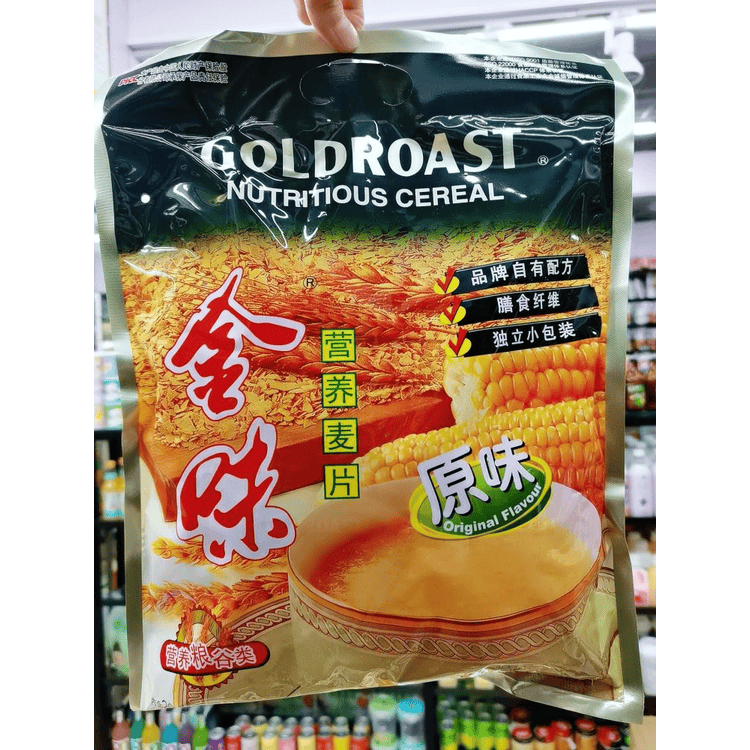 GOLDROAST ®
NUTRITIOUS CEREAL
品牌自有配方
膳食纤维
独立小包装
金味 ®
营养麦片
原味
Original Flavour
营养粮谷类